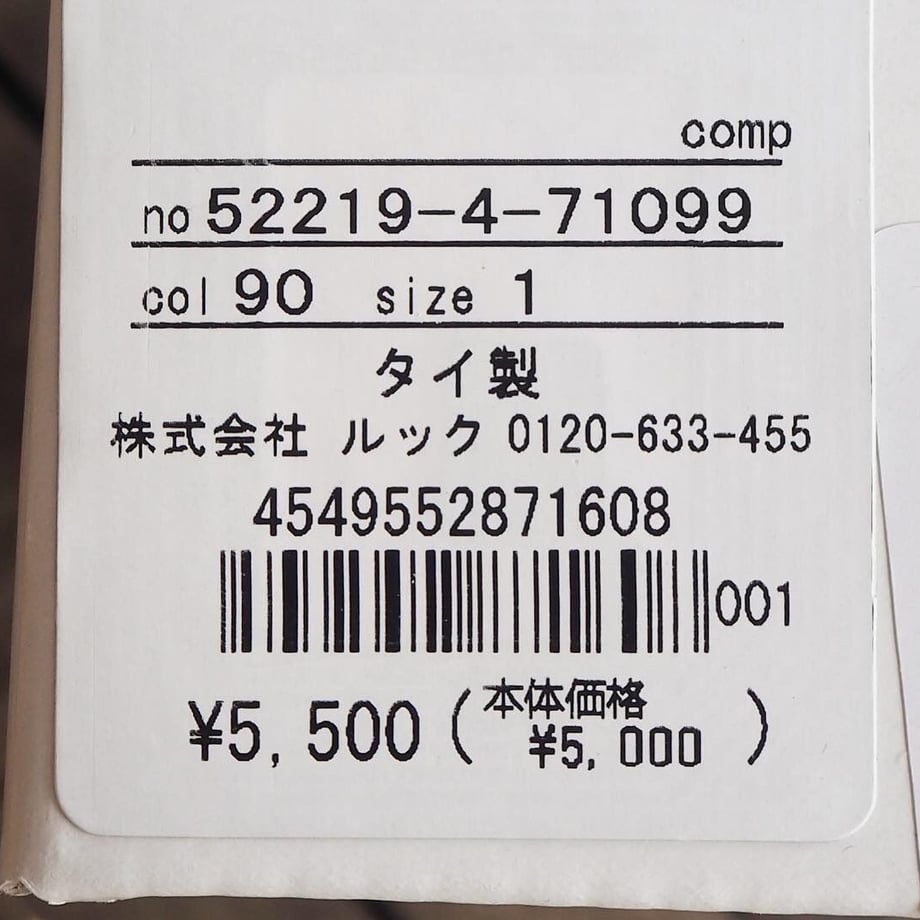 comp
no 52219-4-71099
col 90 size 1
タイ製
株式会社 ルック 0120-633-455
4549552871608
001
¥5,500(本体価格
¥5,000)